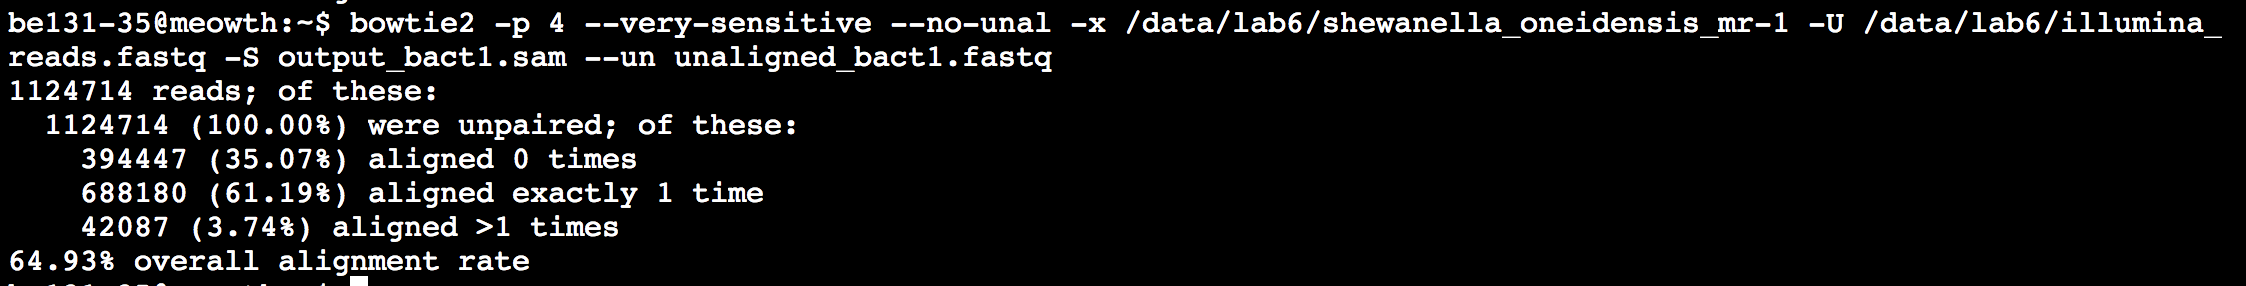 be131-35@meowth:~$ bowtie2 -p 4 --very-sensitive --no-unal -x /data/lab6/shewanella_oneidensis_mr-1 -U /data/lab6/illumina_
reads.fastq -S output_bact1.sam --un unaligned_bact1.fastq
1124714 reads; of these:
  1124714 (100.00%) were unpaired; of these:
    394447 (35.07%) aligned 0 times
    688180 (61.19%) aligned exactly 1 time
    42087 (3.74%) aligned >1 times
64.93% overall alignment rate